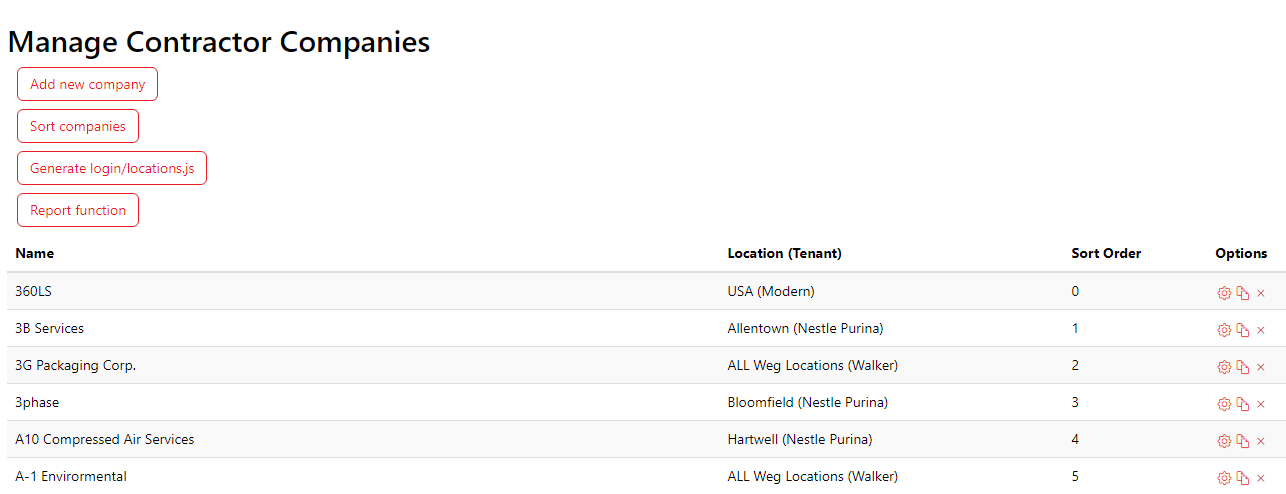 Manage Contractor Companies
Add new company
Sort companies
Generate login/locations.js
Report function
Name Location (Tenant) Sort Order Options
360LS USA (Modern) 0
3B Services Allentown (Nestle Purina) 1
3G Packaging Corp. ALL Weg Locations (Walker) 2
3phase Bloomfield (Nestle Purina) 3
A10 Compressed Air Services Hartwell (Nestle Purina) 4
A-1 Envirormental ALL Weg Locations (Walker) 5